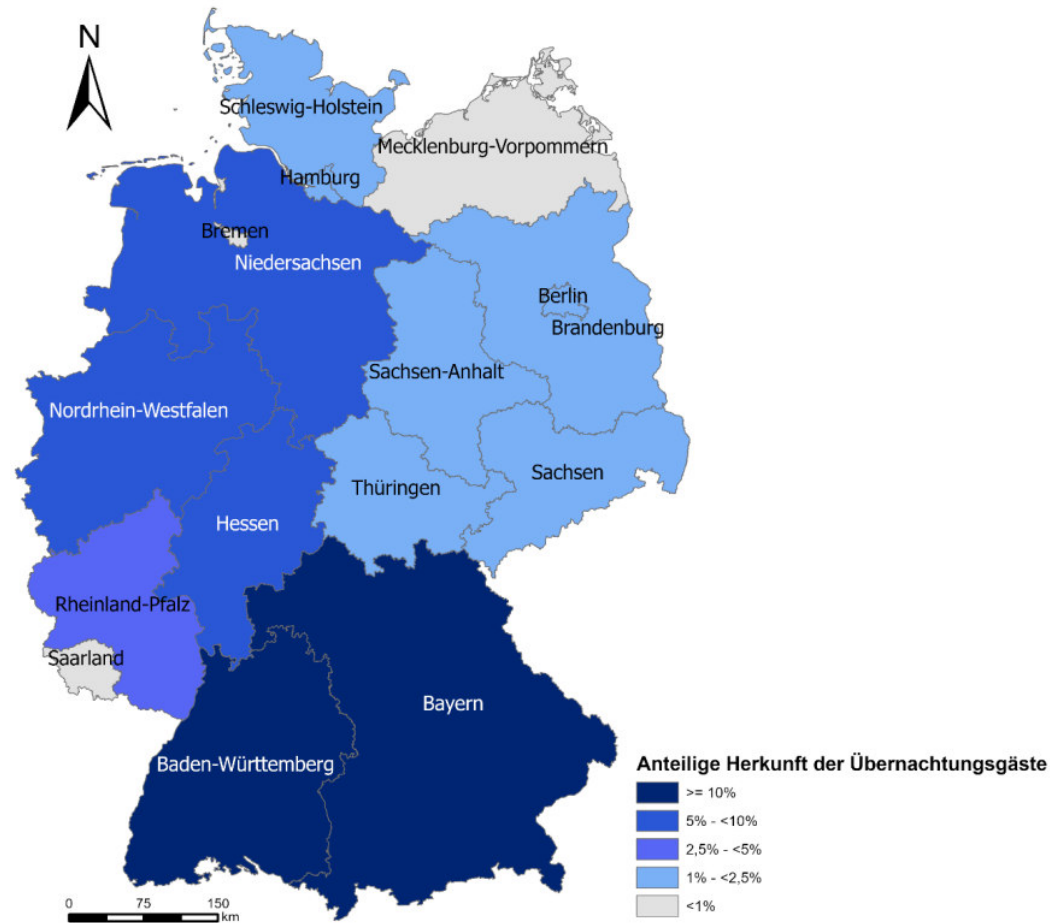 N
Schleswig-Holstein
Mecklenburg-Vorpommern
Hamburg
Bremen
Niedersachsen
Berlin
Brandenburg
Sachsen-Anhalt
Nordrhein-Westfalen
Sachsen
Thüringen
Hessen
Rheinland-Pfalz
Saarland
Bayern
Baden-Württemberg
Anteilige Herkunft der Übernachtungsgäste
>= 10%
5% - <10%
2,5% - <5%
1% - <2,5%
<1%
0 75 150
km